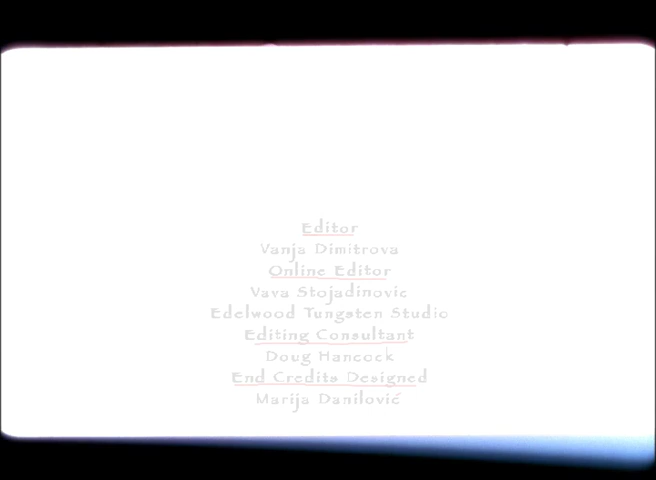 Editor
Vanja Dimitrova
Online Editor
Vava Stojadinovic
Edelwood Tungsten Studio
Editing Consultant
Doug Hancock
End Credits Designed
Marija Danilović